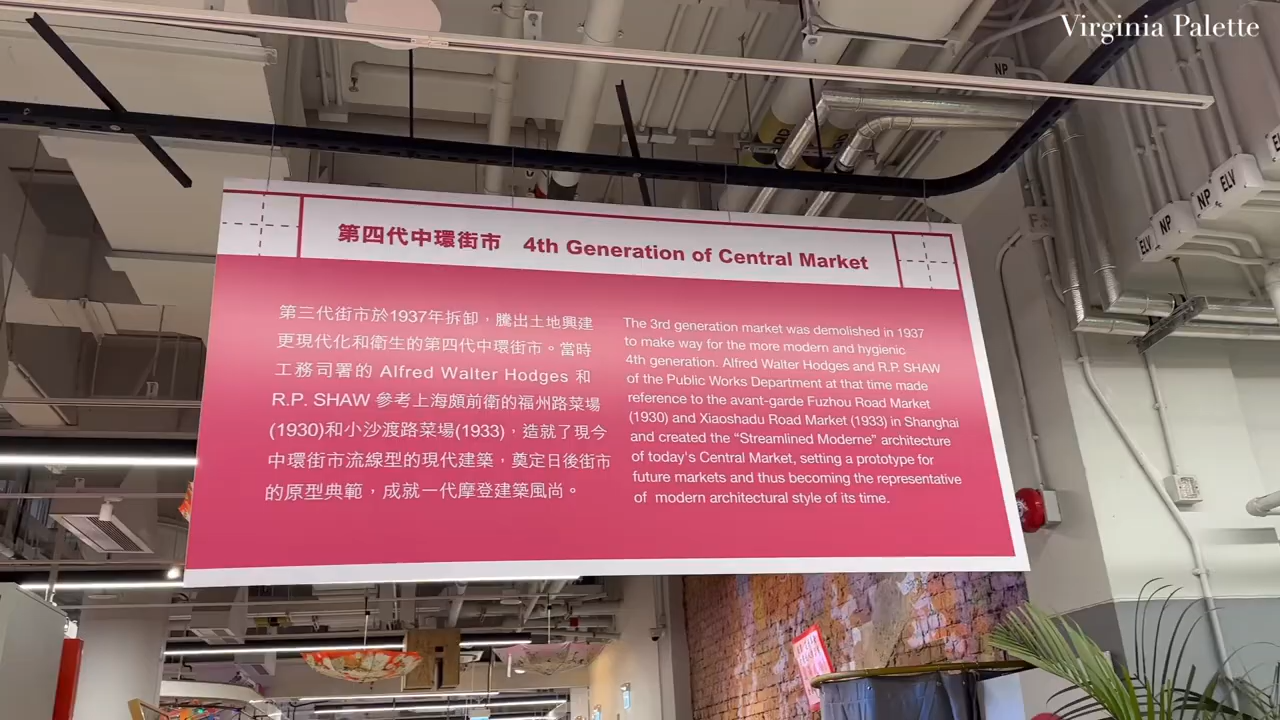 Virginia Palette
NP
ELV
NP
NP
ELV
第四代中環街市 4th Generation of Central Market
第三代街市於1937年拆卸，騰出土地興建
更現代化和衛生的第四代中環街市。當時
工務司署的 Alfred Walter Hodges 和
R.P. SHAW 參考上海頗前衛的福州路菜場
(1930)和小沙渡路菜場(1933)，造就了現今
中環街市流線型的現代建築，奠定日後街市
的原型典範，成就一代摩登建築風尚。
The 3rd generation market was demolished in 1937
to make way for the more modern and hygienic
4th generation. Alfred Walter Hodges and R.P. SHAW
of the Public Works Department at that time made
reference to the avant-garde Fuzhou Road Market
(1930) and Xiaoshadu Road Market (1933) in Shanghai
and created the “Streamlined Moderne” architecture
of today's Central Market, setting a prototype for
future markets and thus becoming the representative
of modern architectural style of its time.